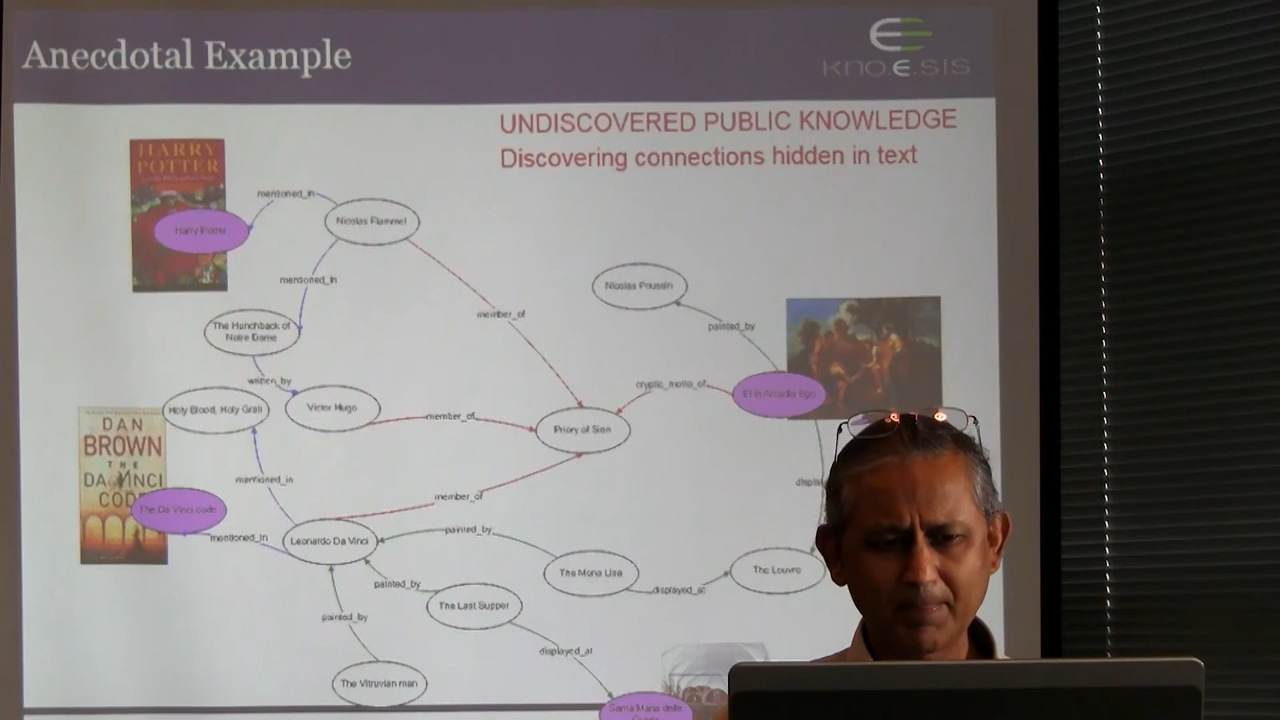 Anecdotal Example
KNO.E.SIS
UNDISCOVERED PUBLIC KNOWLEDGE
Discovering connections hidden in text
HARRY
POTTER
mentioned_in
Nicolas Flammel
Harry Potter
mentioned_in
Nicolas Poussin
member_of
painted_by
The Hunchback of
Notre Dame
written_by
cryptic_motto_of
Et in Arcadia Ego
Holy Blood, Holy Grail
Victor Hugo
member_of
Priory of Sion
DAN
BROWN
THE
DA VINCI
CODE
mentioned_in
member_of
The Da Vinci code
mentioned_in
Leonardo Da Vinci
painted_by
The Mona Lisa
The Louvre
painted_by
displayed_at
The Last Supper
painted_by
displayed_at
The Vitruvian man
Santa Maria delle